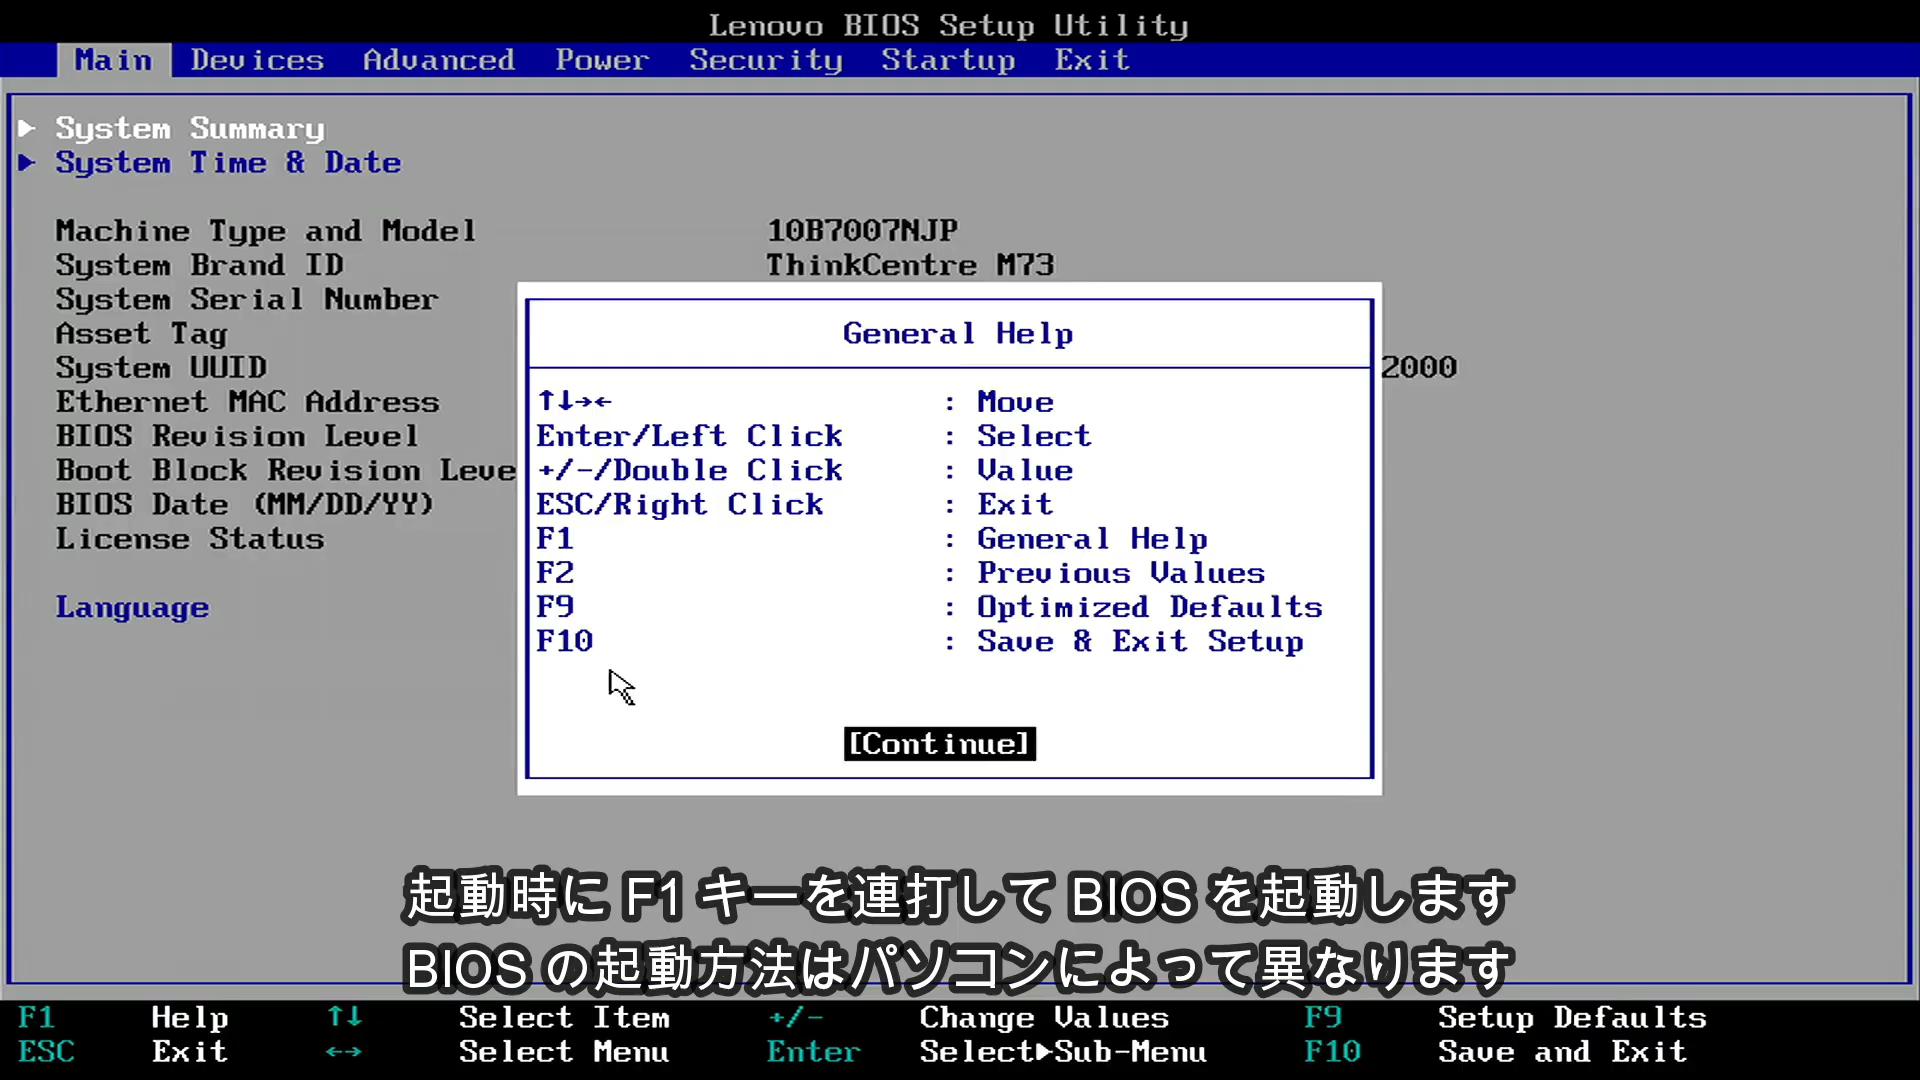 Lenovo BIOS Setup Utility
Main Devices Advanced Power Security Startup Exit
▶ System Summary
▶ System Time & Date
Machine Type and Model 10B7007NJP
System Brand ID ThinkCentre M73
System Serial Number
Asset Tag
System UUID 2000
Ethernet MAC Address
BIOS Revision Level
Boot Block Revision Leve
BIOS Date (MM/DD/YY)
License Status
Language
General Help
↑↓→← : Move
Enter/Left Click : Select
+/-/Double Click : Value
ESC/Right Click : Exit
F1 : General Help
F2 : Previous Values
F9 : Optimized Defaults
F10 : Save & Exit Setup
[Continue]
起動時に F1 キーを連打して BIOS を起動します
BIOS の起動方法はパソコンによって異なります
F1 Help ↑↓ Select Item +/- Change Values F9 Setup Defaults
ESC Exit ←→ Select Menu Enter Select▶Sub-Menu F10 Save and Exit